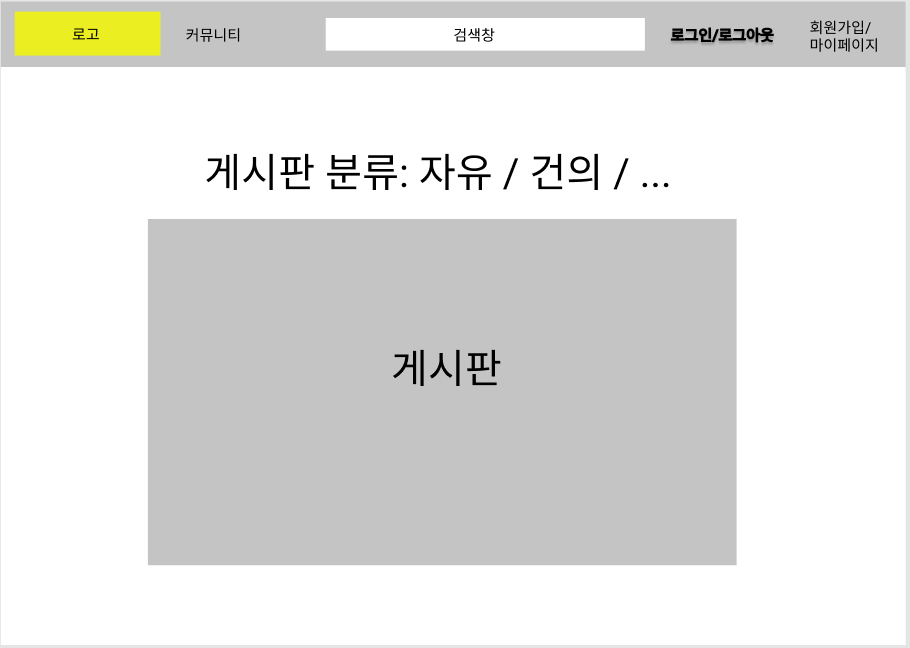 로고
커뮤니티
검색창
로그인/로그아웃
회원가입/
마이페이지
게시판 분류: 자유 / 건의 / ...
게시판